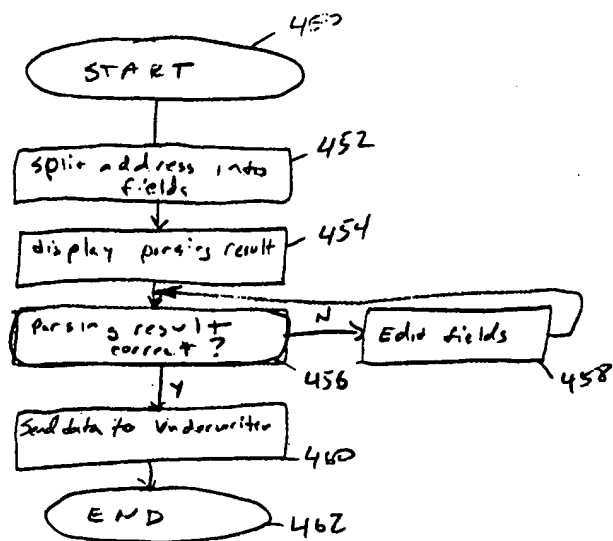 450
START
452
split address into
fields
454
display parsing result
parsing result
correct ?
N
Edit fields
456
458
Y
Send data to Underwriter
460
END
462